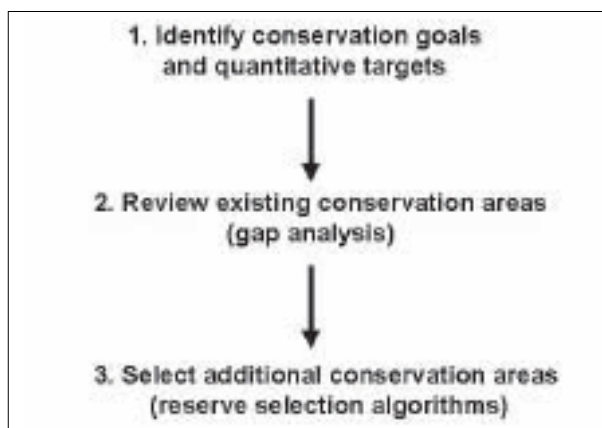 1. Identify conservation goals
and quantitative targets
2. Review existing conservation areas
(gap analysis)
3. Select additional conservation areas
(reserve selection algorithms)